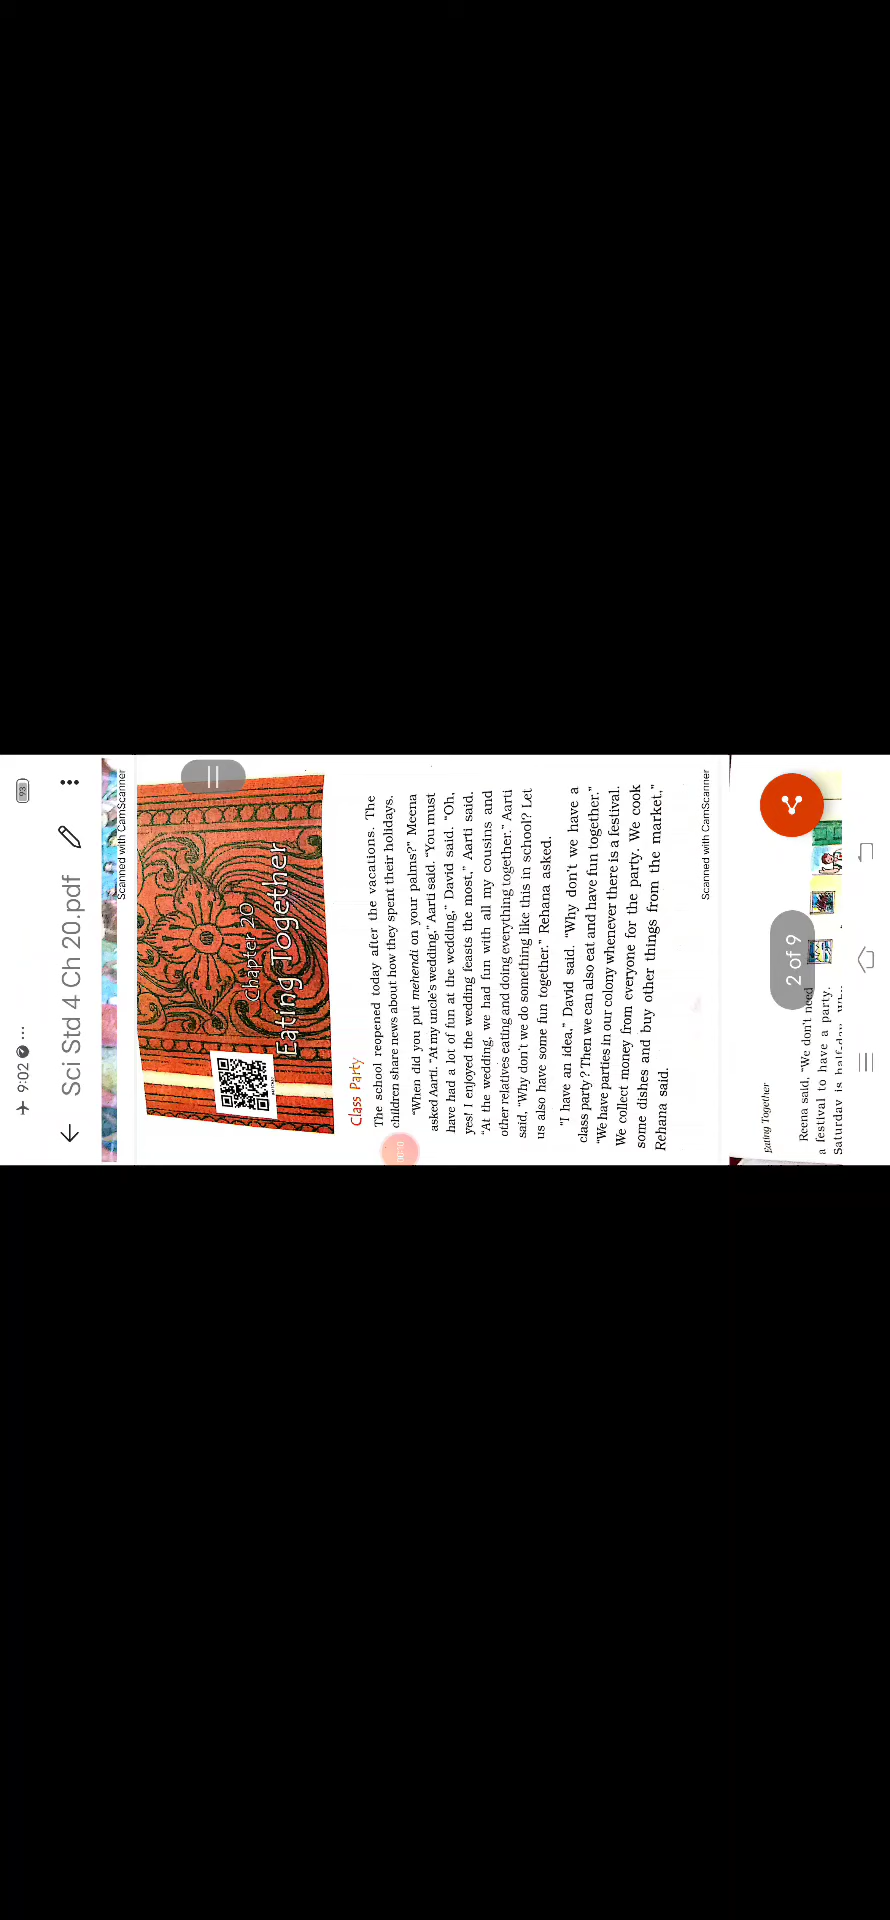 9:02 ...
93
Sci Std 4 Ch 20.pdf
Scanned with CamScanner
Chapter 20
Eating Together
Class Party
The school reopened today after the vacations. The
children share news about how they spent their holidays.
"When did you put mehendi on your palms?" Meena
asked Aarti. "At my uncle's wedding," Aarti said. "You must
have had a lot of fun at the wedding," David said. "Oh,
yes! I enjoyed the wedding feasts the most." Aarti said.
"At the wedding, we had fun with all my cousins and
other relatives eating and doing everything together." Aarti
said, "Why don't we do something like this in school? Let
us also have some fun together." Rehana asked.
"I have an idea," David said. "Why don't we have a
class party? Then we can also eat and have fun together."
"We have parties in our colony whenever there is a festival.
We collect money from everyone for the party. We cook
some dishes and buy other things from the market,"
Rehana said.
Scanned with CamScanner
Eating Together
2 of 9
Reena said, "We don't need
a festival to have a party.
Saturday is half-day. Why